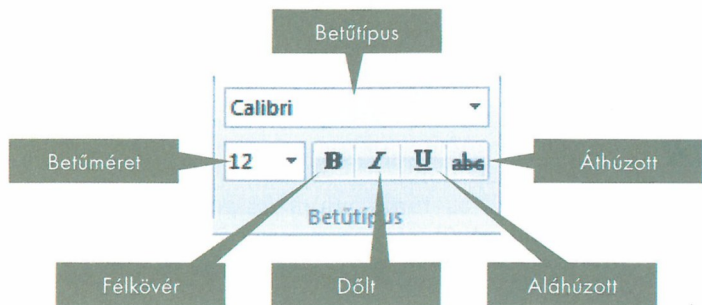 Betűtípus
Calibri
Betűméret
12
B
I
U
abc
Áthúzott
Betűtípus
Félkövér
Dőlt
Aláhúzott